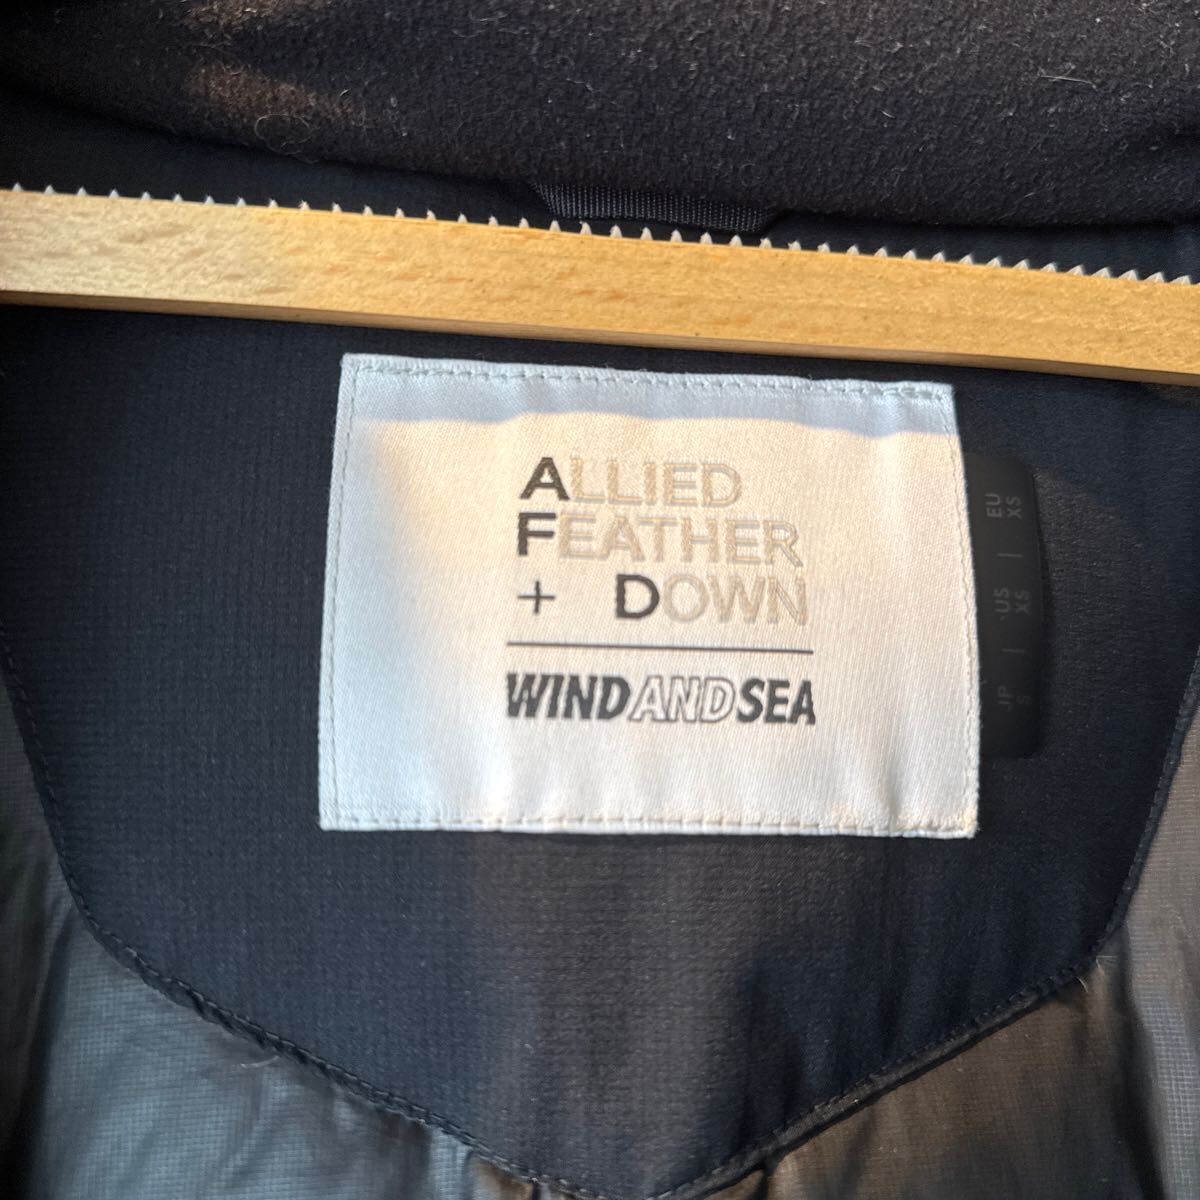 ALLIED
FEATHER
+ DOWN
WINDANDSEA
JP | US | EU
S XS XS